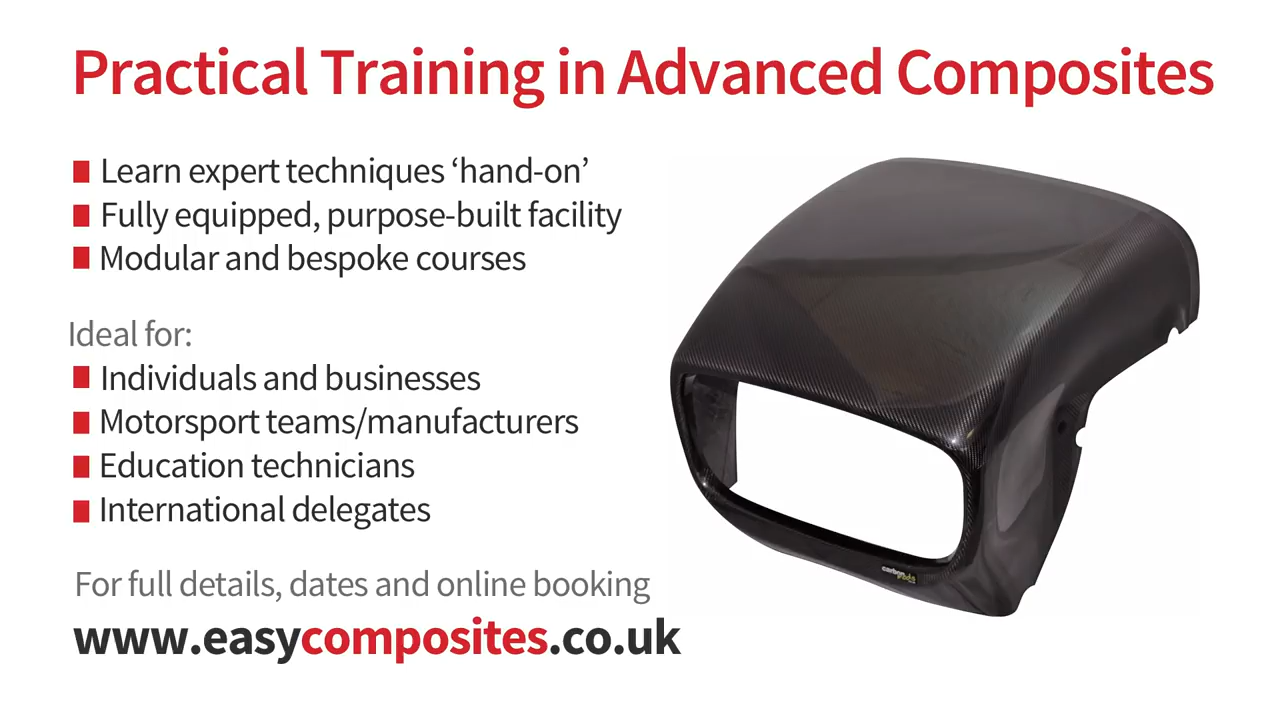 Practical Training in Advanced Composites
Learn expert techniques ‘hand-on’
Fully equipped, purpose-built facility
Modular and bespoke courses
Ideal for:
Individuals and businesses
Motorsport teams/manufacturers
Education technicians
International delegates
For full details, dates and online booking
www.easycomposites.co.uk
carbon